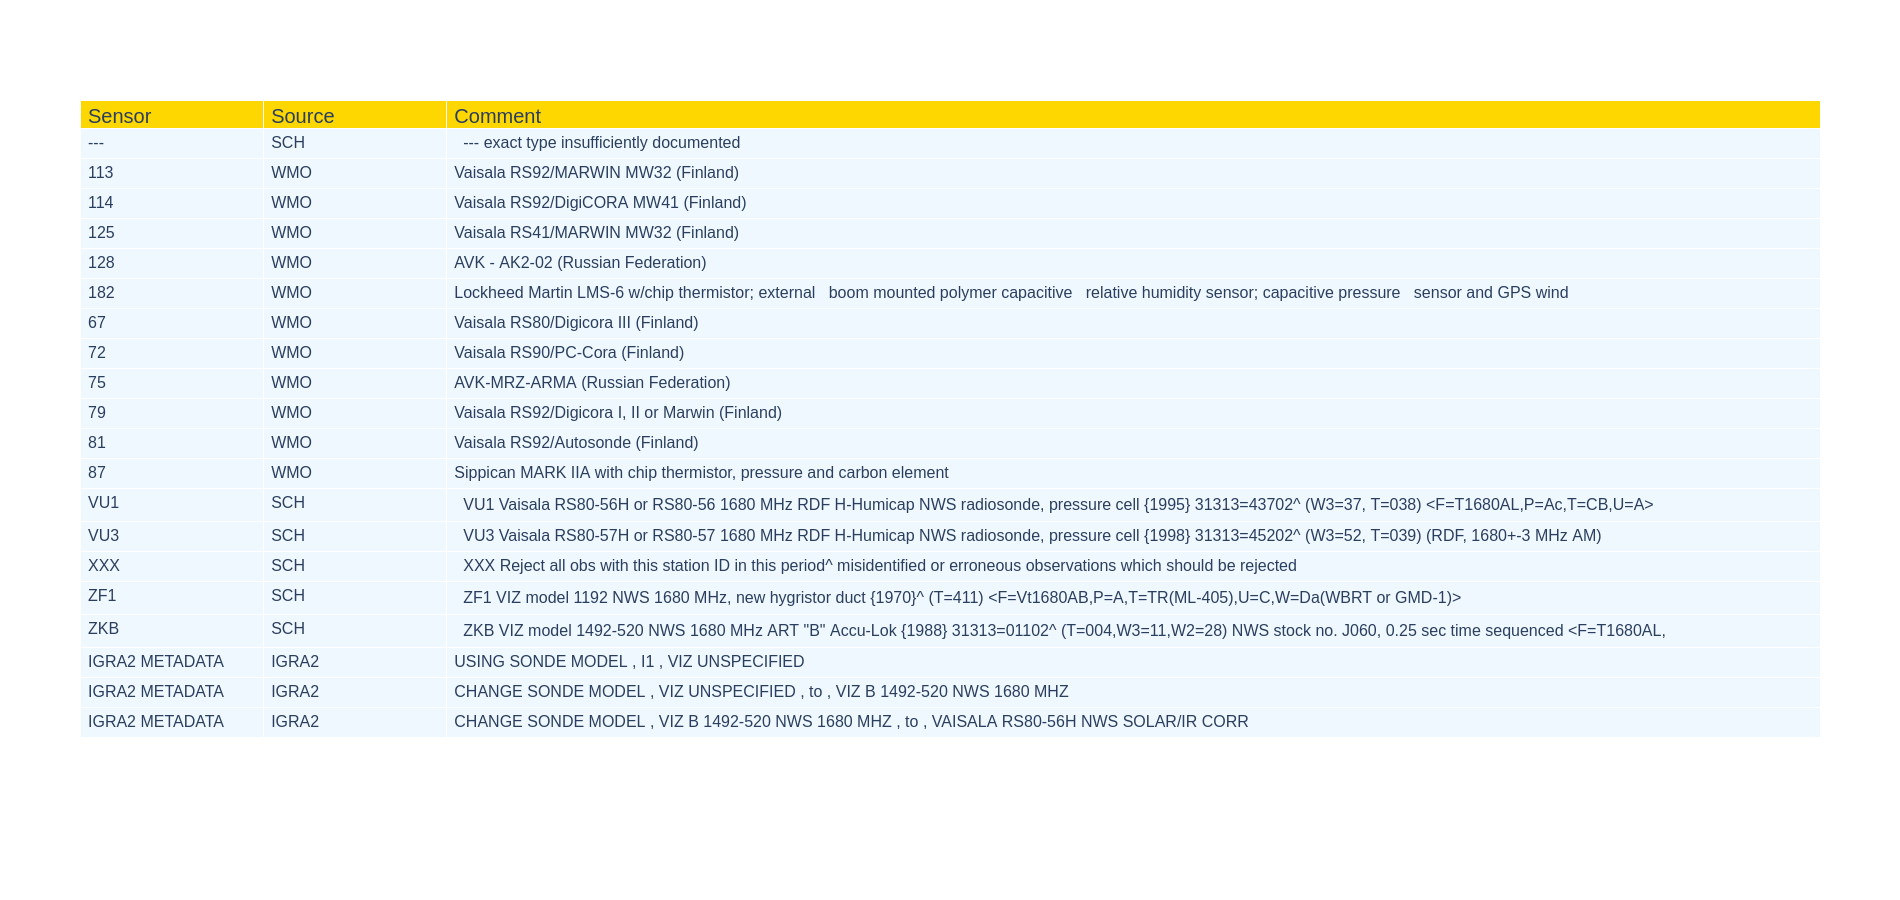 Sensor Source Comment
--- SCH --- exact type insufficiently documented
113 WMO Vaisala RS92/MARWIN MW32 (Finland)
114 WMO Vaisala RS92/DigiCORA MW41 (Finland)
125 WMO Vaisala RS41/MARWIN MW32 (Finland)
128 WMO AVK - AK2-02 (Russian Federation)
182 WMO Lockheed Martin LMS-6 w/chip thermistor; external   boom mounted polymer capacitive   relative humidity sensor; capacitive pressure   sensor and GPS wind
67 WMO Vaisala RS80/Digicora III (Finland)
72 WMO Vaisala RS90/PC-Cora (Finland)
75 WMO AVK-MRZ-ARMA (Russian Federation)
79 WMO Vaisala RS92/Digicora I, II or Marwin (Finland)
81 WMO Vaisala RS92/Autosonde (Finland)
87 WMO Sippican MARK IIA with chip thermistor, pressure and carbon element
VU1 SCH VU1 Vaisala RS80-56H or RS80-56 1680 MHz RDF H-Humicap NWS radiosonde, pressure cell {1995} 31313=43702^ (W3=37, T=038) <F=T1680AL,P=Ac,T=CB,U=A>
VU3 SCH VU3 Vaisala RS80-57H or RS80-57 1680 MHz RDF H-Humicap NWS radiosonde, pressure cell {1998} 31313=45202^ (W3=52, T=039) (RDF, 1680+-3 MHz AM)
XXX SCH XXX Reject all obs with this station ID in this period^ misidentified or erroneous observations which should be rejected
ZF1 SCH ZF1 VIZ model 1192 NWS 1680 MHz, new hygristor duct {1970}^ (T=411) <F=Vt1680AB,P=A,T=TR(ML-405),U=C,W=Da(WBRT or GMD-1)>
ZKB SCH ZKB VIZ model 1492-520 NWS 1680 MHz ART "B" Accu-Lok {1988} 31313=01102^ (T=004,W3=11,W2=28) NWS stock no. J060, 0.25 sec time sequenced <F=T1680AL,
IGRA2 METADATA IGRA2 USING SONDE MODEL , I1 , VIZ UNSPECIFIED
IGRA2 METADATA IGRA2 CHANGE SONDE MODEL , VIZ UNSPECIFIED , to , VIZ B 1492-520 NWS 1680 MHZ
IGRA2 METADATA IGRA2 CHANGE SONDE MODEL , VIZ B 1492-520 NWS 1680 MHZ , to , VAISALA RS80-56H NWS SOLAR/IR CORR